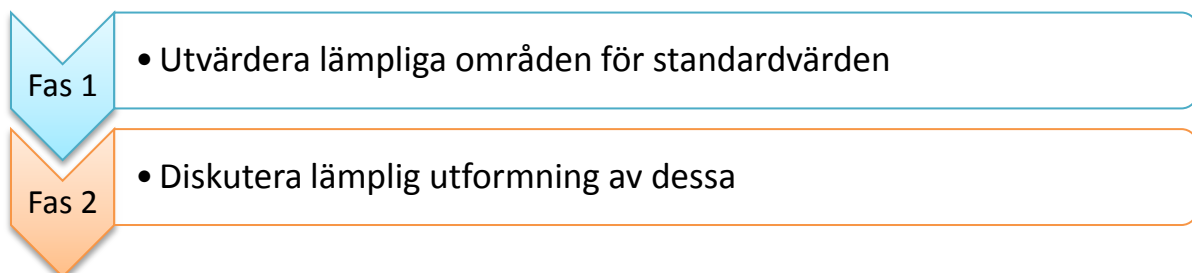 Fas 1
• Utvärdera lämpliga områden för standardvärden
Fas 2
• Diskutera lämplig utformning av dessa